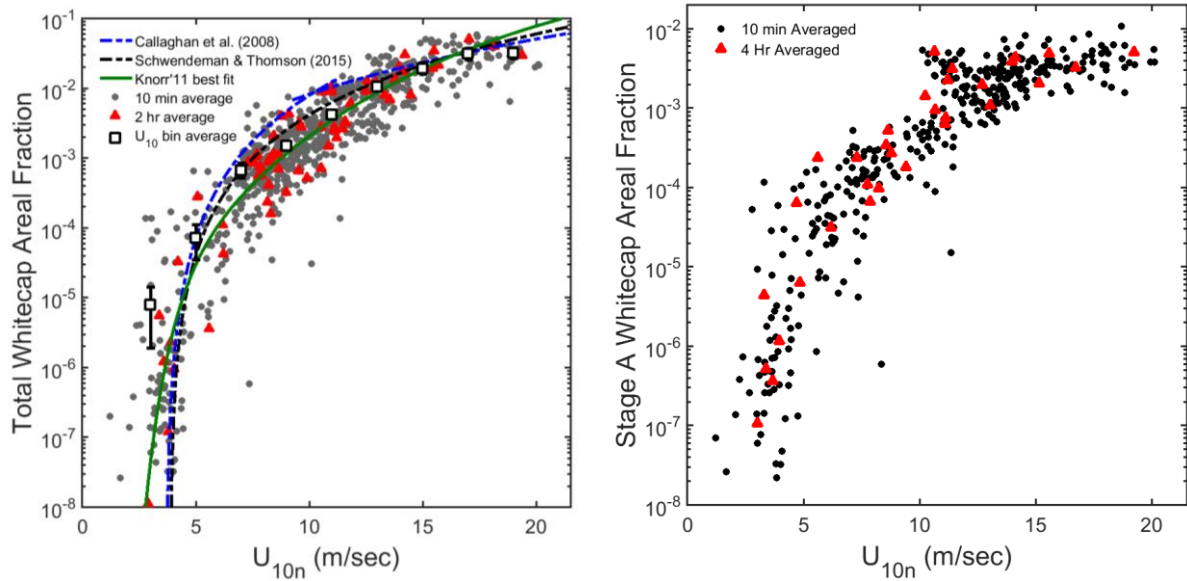 Total Whitecap Areal Fraction
10^-1
10^-2
10^-3
10^-4
10^-5
10^-6
10^-7
10^-8
Callaghan et al. (2008)
Schwendeman & Thomson (2015)
Knorr'11 best fit
10 min average
2 hr average
U_10 bin average
0 5 10 15 20
U_10n (m/sec)
Stage A Whitecap Areal Fraction
10^-2
10^-3
10^-4
10^-5
10^-6
10^-7
10^-8
10 min Averaged
4 Hr Averaged
0 5 10 15 20
U_10n (m/sec)